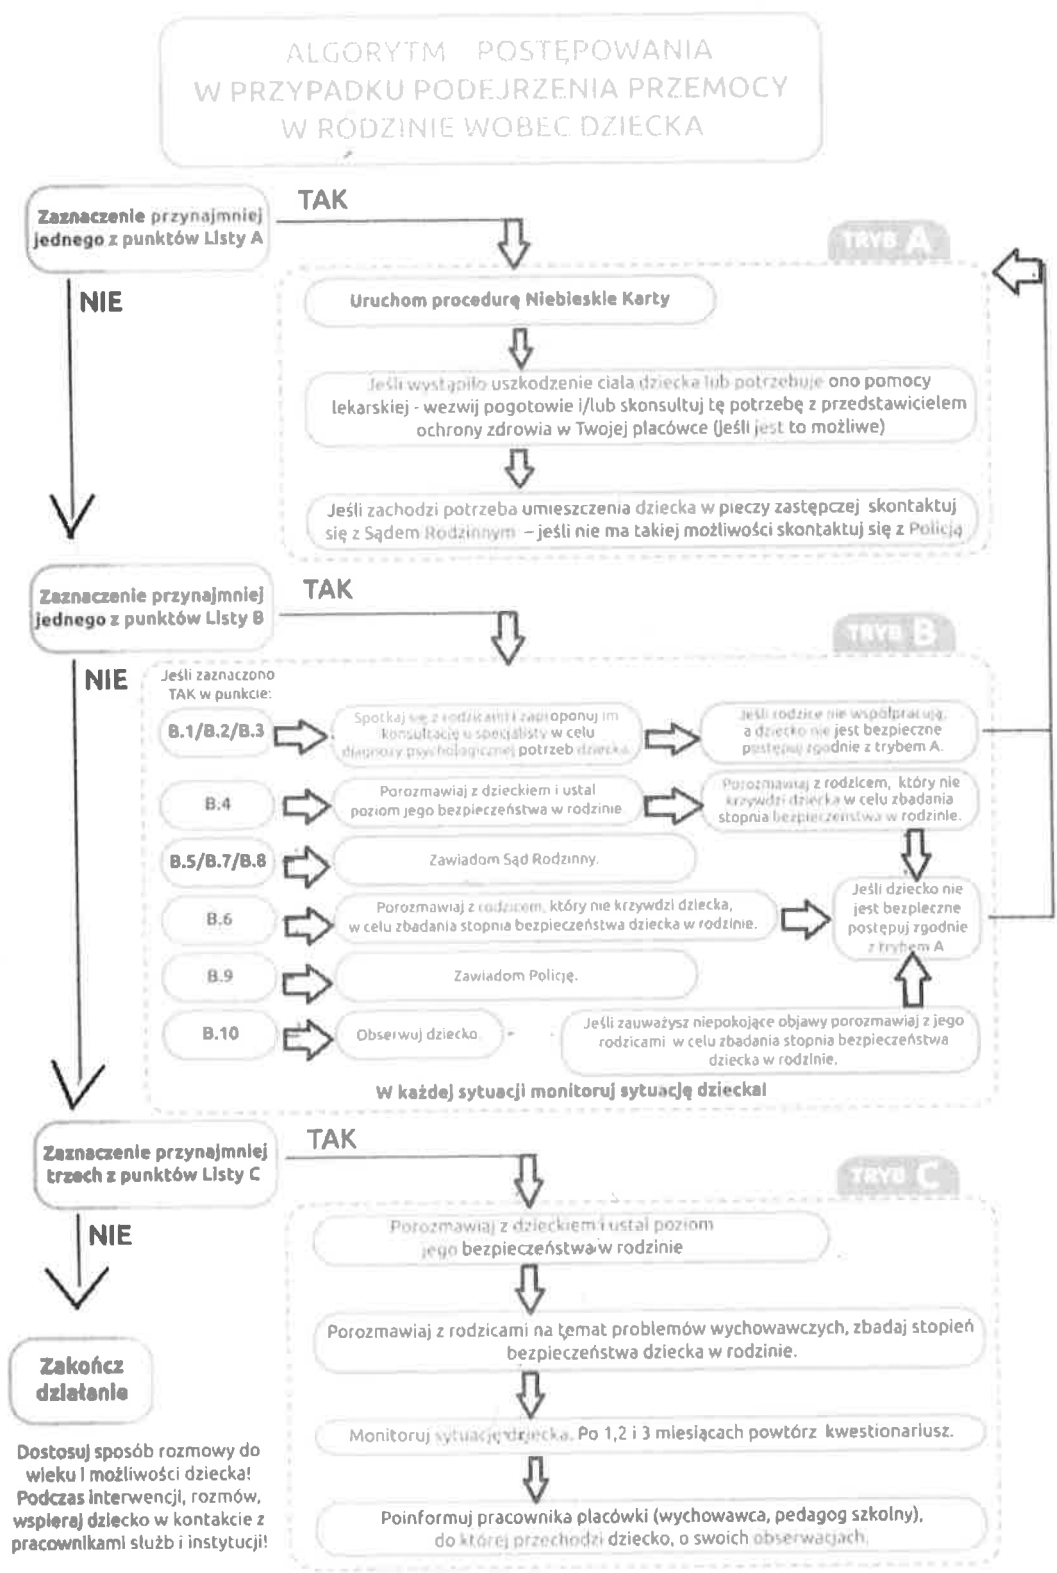 ALGORYTM POSTĘPOWANIA
W PRZYPADKU PODEJRZENIA PRZEMOCY
W RODZINIE WOBEC DZIECKA
Zaznaczenie przynajmniej
jednego z punktów Listy A
TAK
NIE
TRYB A
Uruchom procedurę Niebieskie Karty
Jeśli wystąpiło uszkodzenie ciała dziecka lub potrzebuje ono pomocy
lekarskiej - wezwij pogotowie i/lub skonsultuj tę potrzebę z przedstawicielem
ochrony zdrowia w Twojej placówce (jeśli jest to możliwe)
Jeśli zachodzi potrzeba umieszczenia dziecka w pieczy zastępczej skontaktuj
się z Sądem Rodzinnym – jeśli nie ma takiej możliwości skontaktuj się z Policją
Zaznaczenie przynajmniej
jednego z punktów Listy B
TAK
NIE
TRYB B
Jeśli zaznaczono
TAK w punkcie:
B.1/B.2/B.3
Spotkaj się z rodzicami i zaproponuj im
konsultację u specjalisty w celu
diagnozy psychologicznej potrzeb dziecka.
Jeśli rodzice nie współpracują,
a dziecko nie jest bezpieczne
postępuj zgodnie z trybem A.
B.4
Porozmawiaj z dzieckiem i ustal
poziom jego bezpieczeństwa w rodzinie.
Porozmawiaj z rodzicem, który nie
krzywdzi dziecka w celu zbadania
stopnia bezpieczeństwa w rodzinie.
B.5/B.7/B.8
Zawiadom Sąd Rodzinny.
B.6
Porozmawiaj z rodzicem, który nie krzywdzi dziecka,
w celu zbadania stopnia bezpieczeństwa dziecka w rodzinie.
Jeśli dziecko nie
jest bezpieczne
postępuj zgodnie
z trybem A
B.9
Zawiadom Policję.
B.10
Obserwuj dziecko.
Jeśli zauważysz niepokojące objawy porozmawiaj z jego
rodzicami w celu zbadania stopnia bezpieczeństwa
dziecka w rodzinie.
W każdej sytuacji monitoruj sytuację dziecka!
Zaznaczenie przynajmniej
trzech z punktów Listy C
TAK
NIE
TRYB C
Porozmawiaj z dzieckiem i ustal poziom
jego bezpieczeństwa w rodzinie
Porozmawiaj z rodzicami na temat problemów wychowawczych, zbadaj stopień
bezpieczeństwa dziecka w rodzinie.
Monitoruj sytuację dziecka. Po 1,2 i 3 miesiącach powtórz kwestionariusz.
Poinformuj pracownika placówki (wychowawca, pedagog szkolny),
do której przechodzi dziecko, o swoich obserwacjach.
Zakończ
działanie
Dostosuj sposób rozmowy do
wieku i możliwości dziecka!
Podczas interwencji, rozmów,
wspieraj dziecko w kontakcie z
pracownikami służb i instytucji!